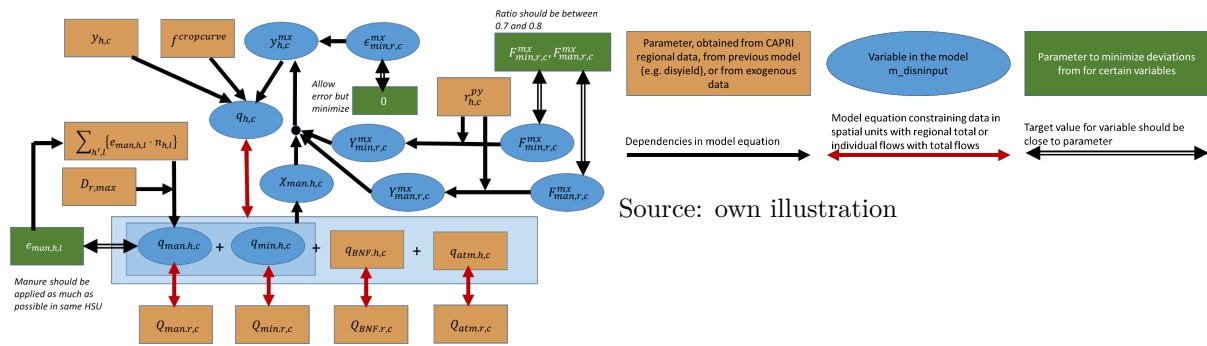 Ratio should be between
0.7 and 0.8
y_{h,c}
f^{cropcurve}
y^{mx}_{h,c}
ϵ^{mx}_{min,r,c}
F^{mx}_{min,r,c}, F^{mx}_{man,r,c}
Allow
error but
minimize
0
r^{py}_{h,c}
q_{h,c}
∑_{h',l}{e_{man,h,l} · n_{h,l}}
Y^{mx}_{min,r,c}
F^{mx}_{min,r,c}
D_{r,max}
χ_{man.h,c}
Y^{mx}_{man,r,c}
F^{mx}_{man,r,c}
e_{man,h,l}
q_{man.h,c} + q_{min.h,c} + q_{BNF.h,c} + q_{atm.h,c}
Manure should be
applied as much as
possible in same HSU
Q_{man.r,c}
Q_{min.r,c}
Q_{BNF.r,c}
Q_{atm.r,c}
Parameter, obtained from CAPRI
regional data, from previous model
(e.g. disyield), or from exogenous
data
Variable in the model
m_disninput
Parameter to minimize deviations
from for certain variables
Dependencies in model equation
Model equation constraining data in
spatial units with regional total or
individual flows with total flows
Target value for variable should be
close to parameter
Source: own illustration